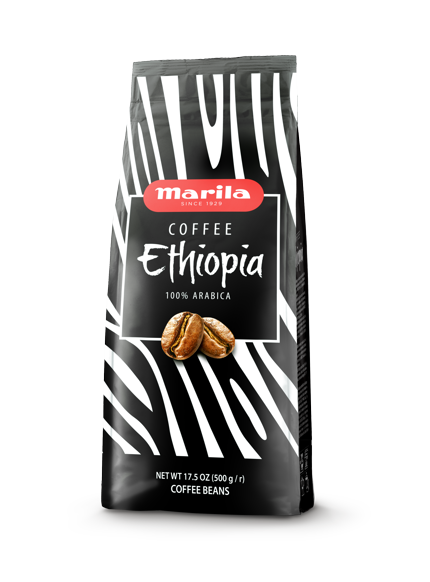 marila
SINCE 1929
COFFEE
Ethiopia
100% ARABICA
NET WT 17.5 OZ (500 g / r)
COFFEE BEANS